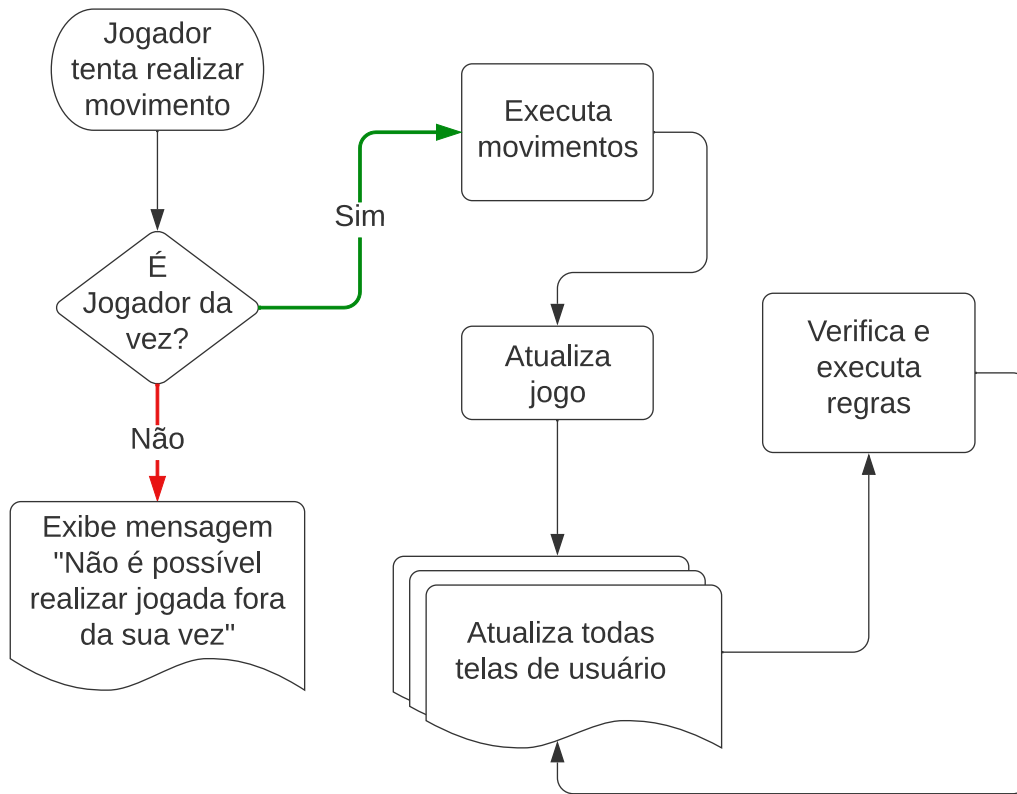 Jogador
tenta realizar
movimento
É
Jogador da
vez?
Não
Exibe mensagem
"Não é possível
realizar jogada fora
da sua vez"
Sim
Executa
movimentos
Atualiza
jogo
Atualiza todas
telas de usuário
Verifica e
executa
regras